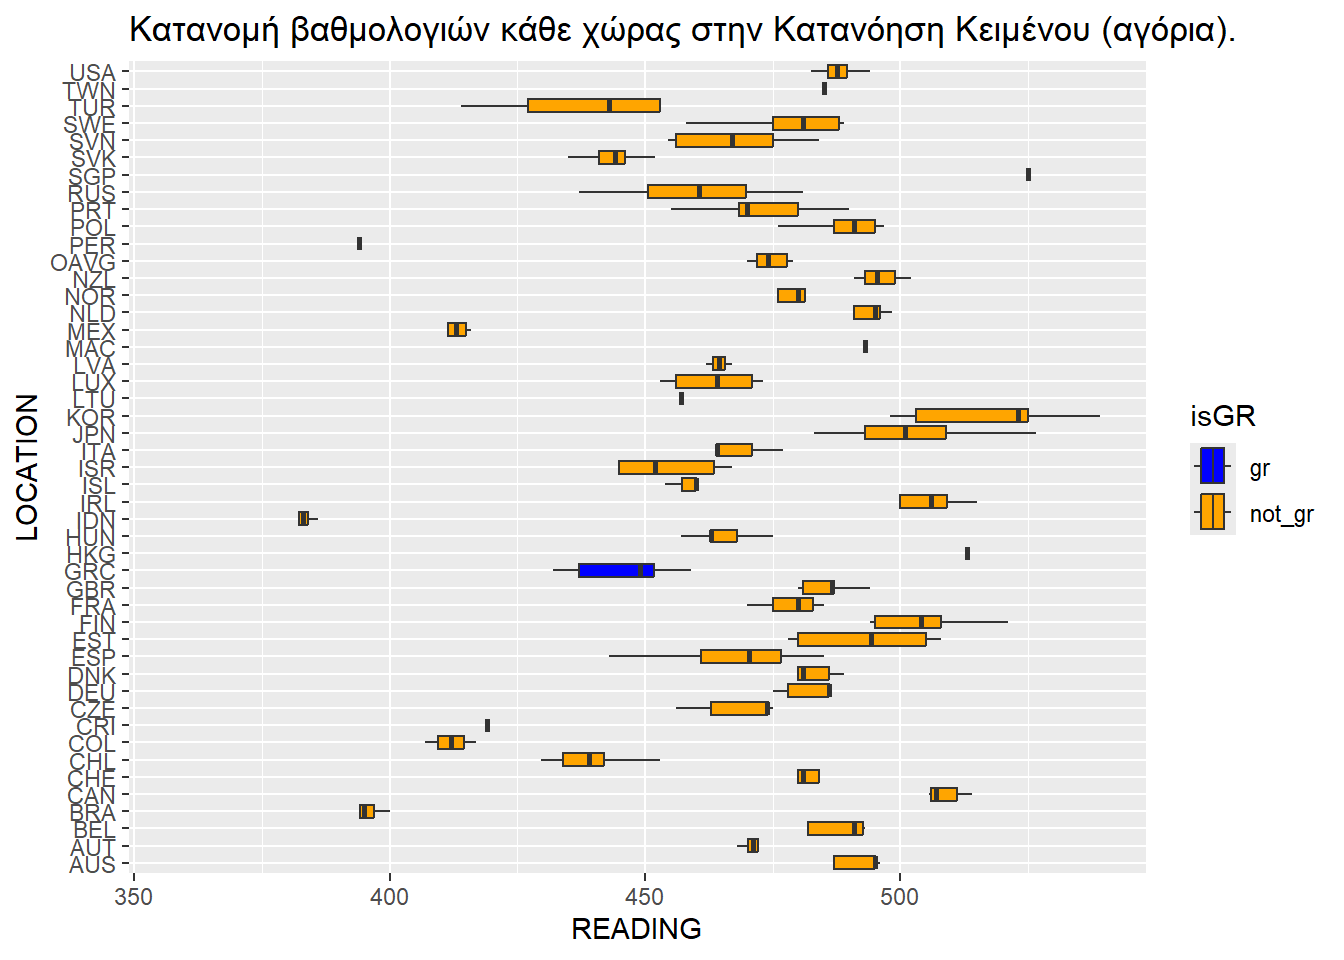 Κατανομή βαθμολογιών κάθε χώρας στην Κατανόηση Κειμένου (αγόρια).
USA
TWN
TUR
SWE
SVN
SVK
SGP
RUS
PRT
POL
PER
OAVG
NZL
NOR
NLD
MEX
MAC
LVA
LUX
LTU
KOR
JPN
ITA
ISR
ISL
IRL
IDN
HUN
HKG
GRC
GBR
FRA
FIN
EST
ESP
DNK
DEU
CZE
CRI
COL
CHL
CHE
CAN
BRA
BEL
AUT
AUS
LOCATION
350 400 450 500
READING
isGR
gr
not_gr